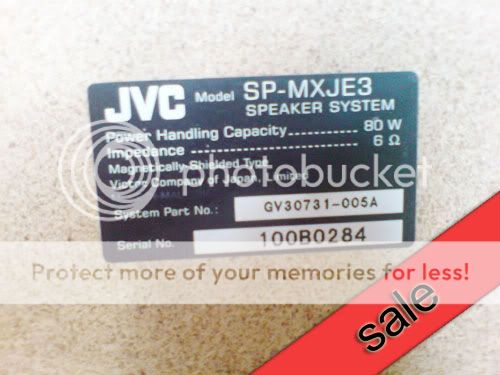 JVC Model SP-MXJE3
SPEAKER SYSTEM
Power Handling Capacity 80 W
Impedance 6 Ω
Magnetically Shielded Type
Victor Company of Japan, Limited
System Part No.: GV30731-005A
Serial No. 100B0284
photobucket
Protect more of your memories for less!
sale